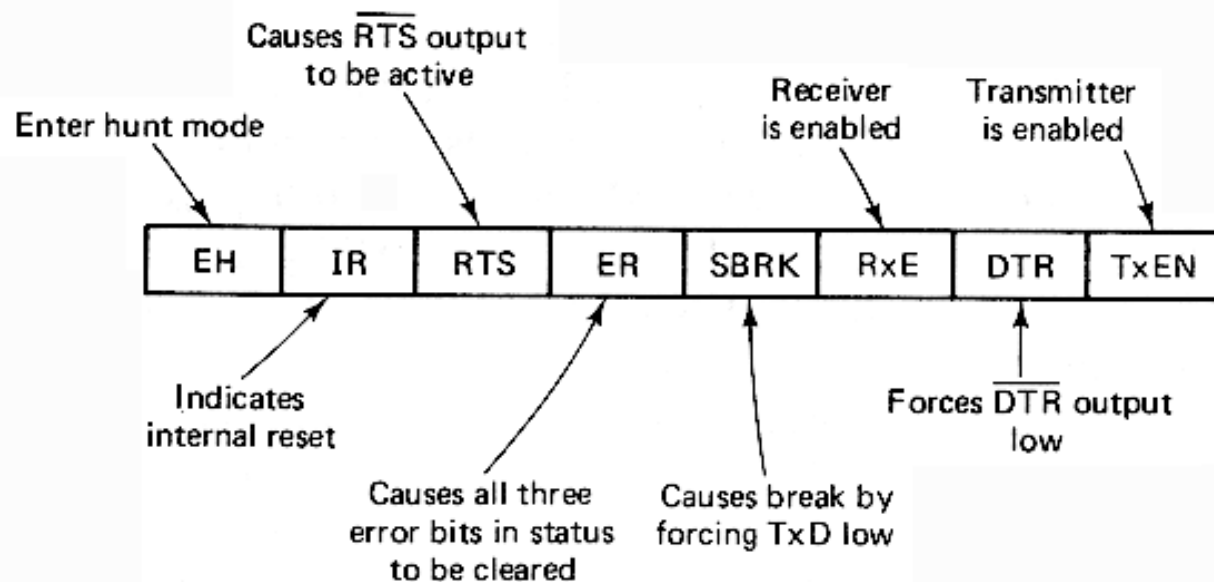 Causes RTS output
to be active
Enter hunt mode
Receiver
is enabled
Transmitter
is enabled
EH IR RTS ER SBRK RxE DTR TxEN
Indicates
internal reset
Causes all three
error bits in status
to be cleared
Causes break by
forcing TxD low
Forces DTR output
low